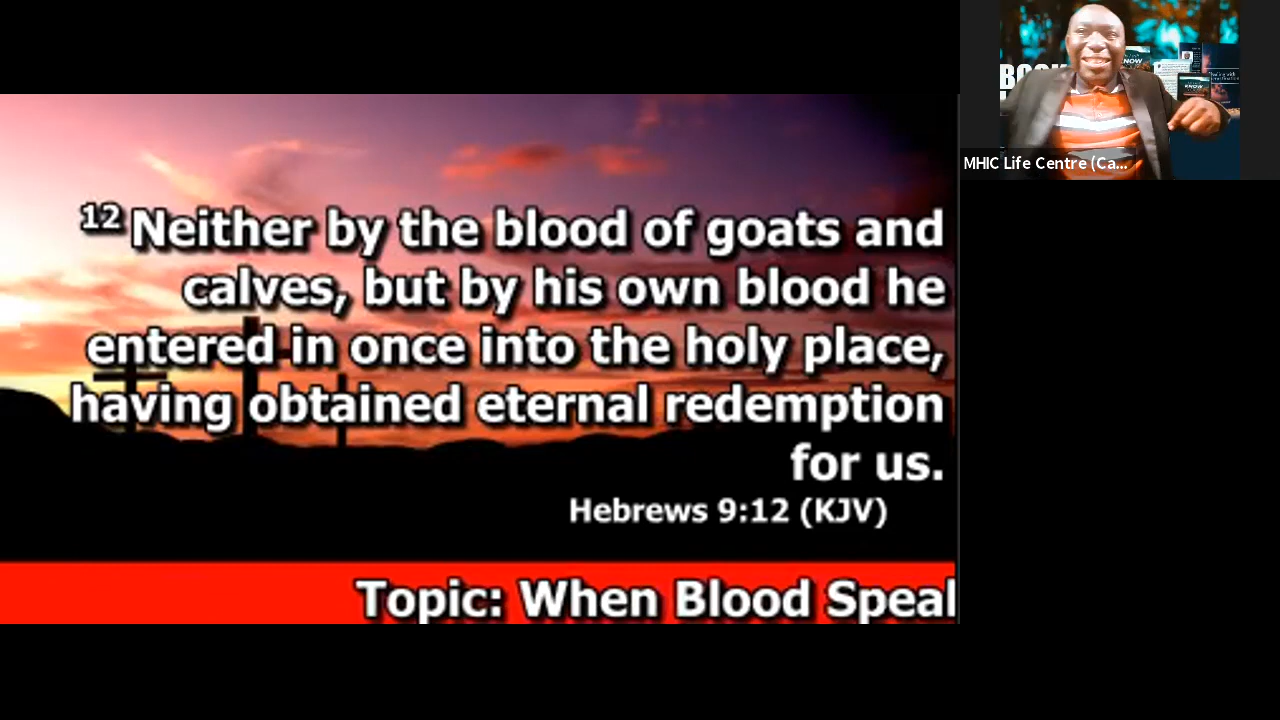 12 Neither by the blood of goats and
calves, but by his own blood he
entered in once into the holy place,
having obtained eternal redemption
for us.
Hebrews 9:12 (KJV)
Topic: When Blood Speal
MHIC Life Centre (Ca...
KNOW
KNOW